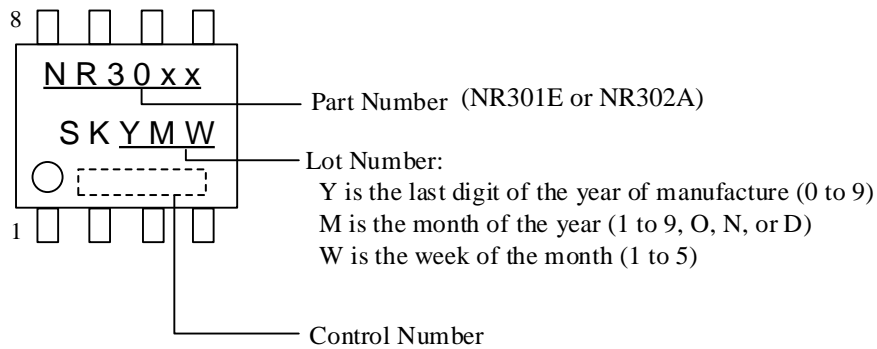 8
NR30xx
Part Number (NR301E or NR302A)
SKYMW
Lot Number:
Y is the last digit of the year of manufacture (0 to 9)
M is the month of the year (1 to 9, O, N, or D)
W is the week of the month (1 to 5)
1
Control Number